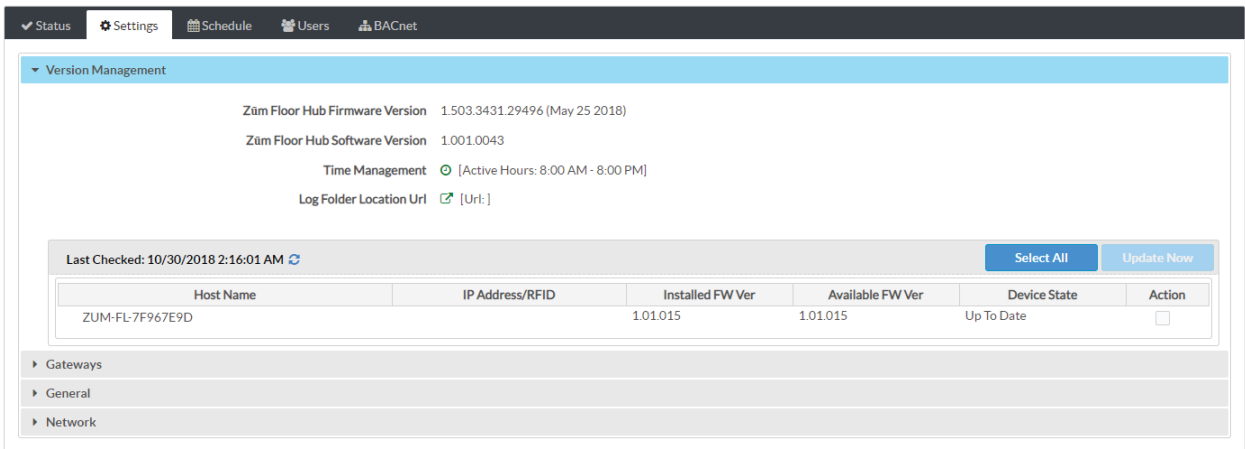 Status Settings Schedule Users BACnet
Version Management
Zūm Floor Hub Firmware Version 1.503.3431.29496 (May 25 2018)
Zūm Floor Hub Software Version 1.001.0043
Time Management [Active Hours: 8:00 AM - 8:00 PM]
Log Folder Location Url [Url: ]
Last Checked: 10/30/2018 2:16:01 AM Select All Update Now
Host Name IP Address/RFID Installed FW Ver Available FW Ver Device State Action
ZUM-FL-7F967E9D 1.01.015 1.01.015 Up To Date
Gateways
General
Network